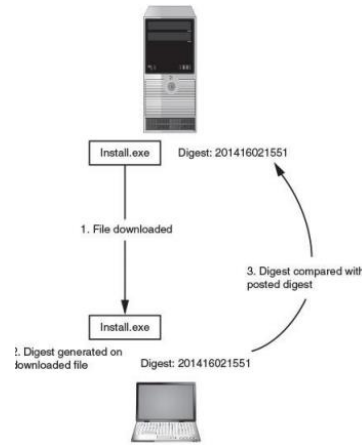 Install.exe Digest: 201416021551
1. File downloaded
3. Digest compared with
posted digest
Install.exe
2. Digest generated on
downloaded file
Digest: 201416021551